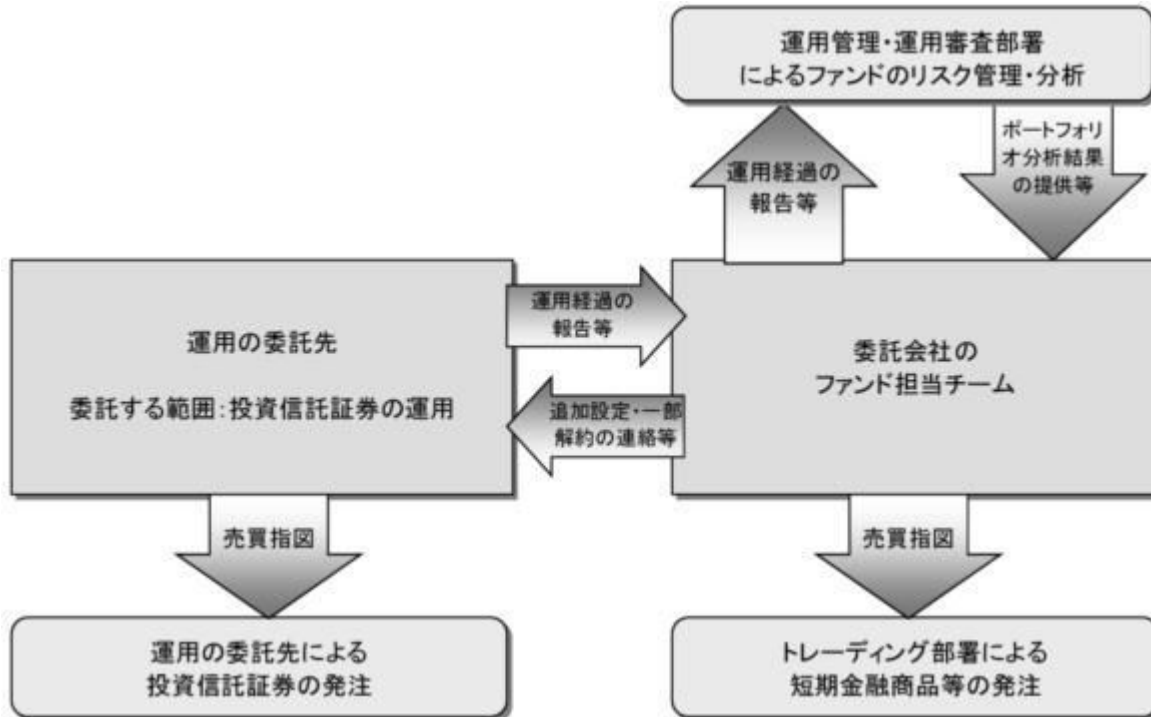 運用管理・運用審査部署
によるファンドのリスク管理・分析
運用経過の
報告等
ポートフォリ
オ分析結果
の提供等
運用の委託先
委託する範囲:投資信託証券の運用
運用経過の
報告等
追加設定・一部
解約の連絡等
委託会社の
ファンド担当チーム
売買指図
売買指図
運用の委託先による
投資信託証券の発注
トレーディング部署による
短期金融商品等の発注